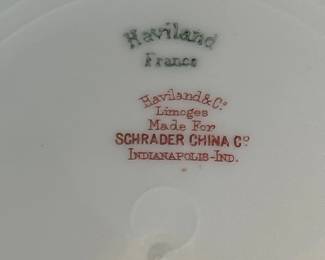 Haviland
France
Haviland & Co.
Limoges
Made For
SCHRADER CHINA Co.
INDIANAPOLIS-IND.